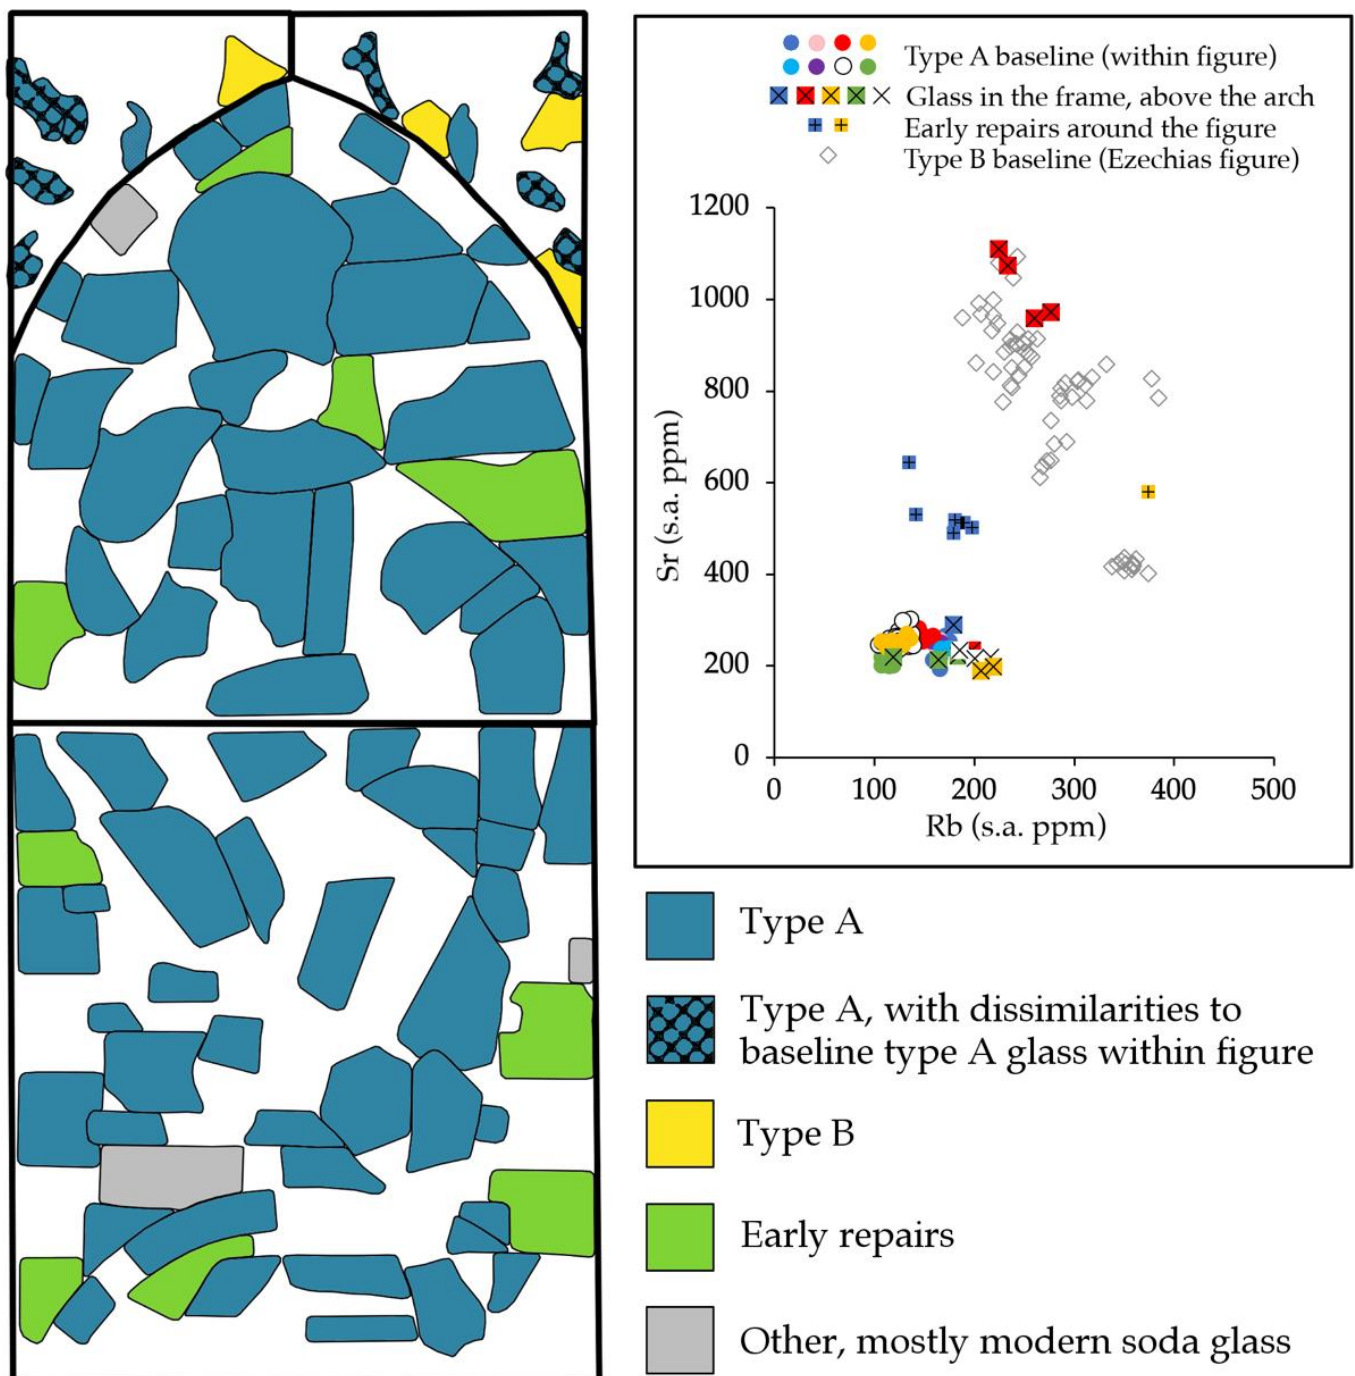 Type A baseline (within figure)
Glass in the frame, above the arch
Early repairs around the figure
Type B baseline (Ezechias figure)
1200
1000
800
600
400
200
0
Sr (s.a. ppm)
0 100 200 300 400 500
Rb (s.a. ppm)
Type A
Type A, with dissimilarities to
baseline type A glass within figure
Type B
Early repairs
Other, mostly modern soda glass